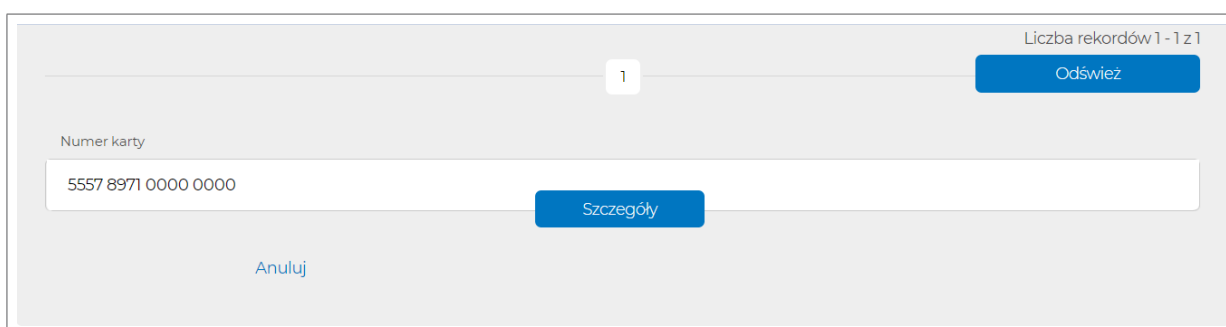 Liczba rekordów 1 - 1 z 1
1
Odśwież
Numer karty
5557 8971 0000 0000
Szczegóły
Anuluj